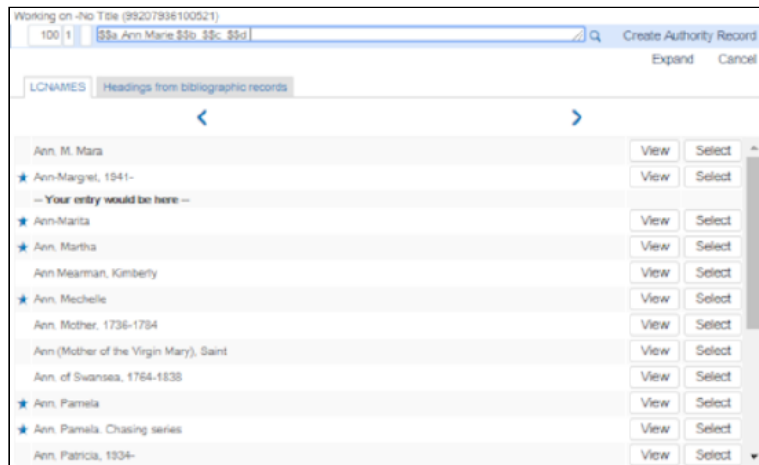 Working on -No Title (99207936100521)
100 1 $$a Ann Marie $$b $$c $$d Create Authority Record
Expand Cancel
LCNAMES Headings from bibliographic records
Ann, M. Mara View Select
Ann-Margret, 1941- View Select
-- Your entry would be here --
Ann-Marita View Select
Ann, Martha View Select
Ann Mearman, Kimberly View Select
Ann, Mechelle View Select
Ann, Mother, 1736-1784 View Select
Ann (Mother of the Virgin Mary), Saint View Select
Ann, of Swansea, 1764-1838 View Select
Ann, Pamela View Select
Ann, Pamela. Chasing series View Select
Ann, Patricia, 1934- View Select